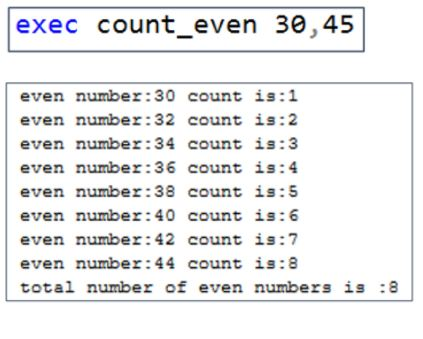 exec count_even 30,45
even number:30 count is:1
even number:32 count is:2
even number:34 count is:3
even number:36 count is:4
even number:38 count is:5
even number:40 count is:6
even number:42 count is:7
even number:44 count is:8
total number of even numbers is :8